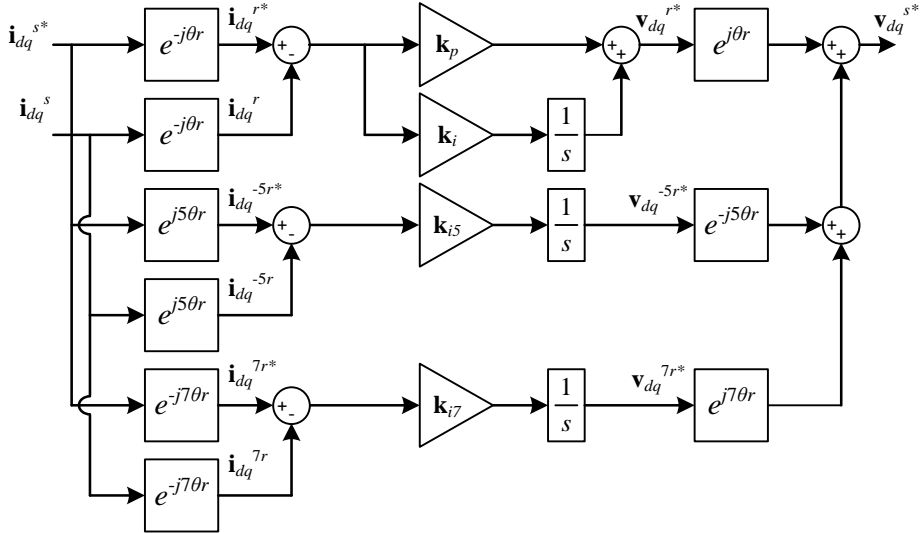 i_dq^s*
e^-jθr
i_dq^r*
+
-
k_p
+
+
v_dq^r*
e^jθr
+
+
v_dq^s*
i_dq^s
e^-jθr
i_dq^r
k_i
1/s
e^j5θr
i_dq^-5r*
+
-
k_i5
1/s
v_dq^-5r*
e^-j5θr
+
+
e^j5θr
i_dq^-5r
e^-j7θr
i_dq^7r*
+
-
k_i7
1/s
v_dq^7r*
e^j7θr
e^-j7θr
i_dq^7r